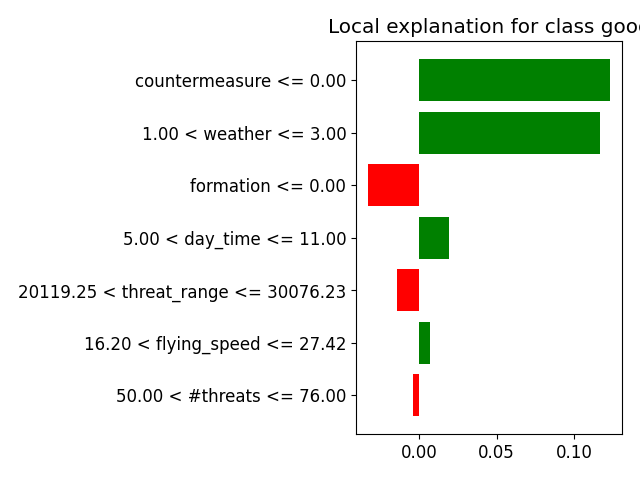 Local explanation for class good
countermeasure <= 0.00
1.00 < weather <= 3.00
formation <= 0.00
5.00 < day_time <= 11.00
20119.25 < threat_range <= 30076.23
16.20 < flying_speed <= 27.42
50.00 < #threats <= 76.00
0.00 0.05 0.10